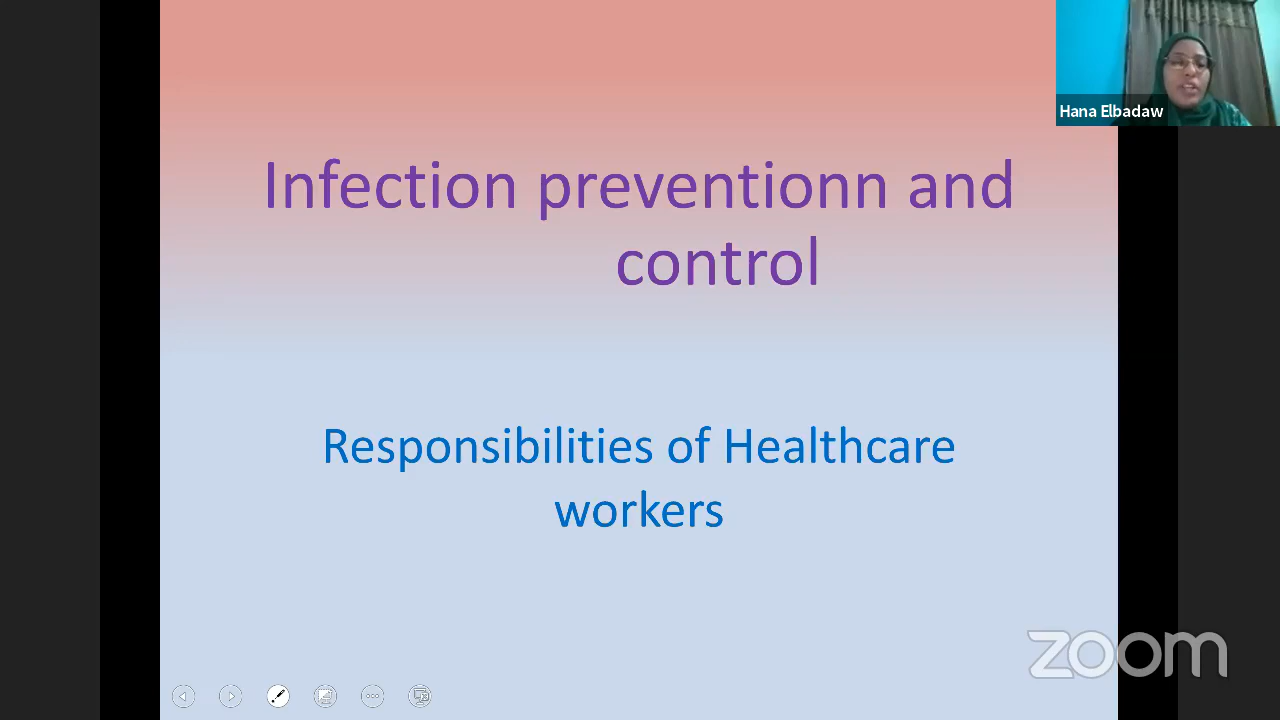 Hana Elbadaw
Infection preventionn and
control
Responsibilities of Healthcare
workers
zoom